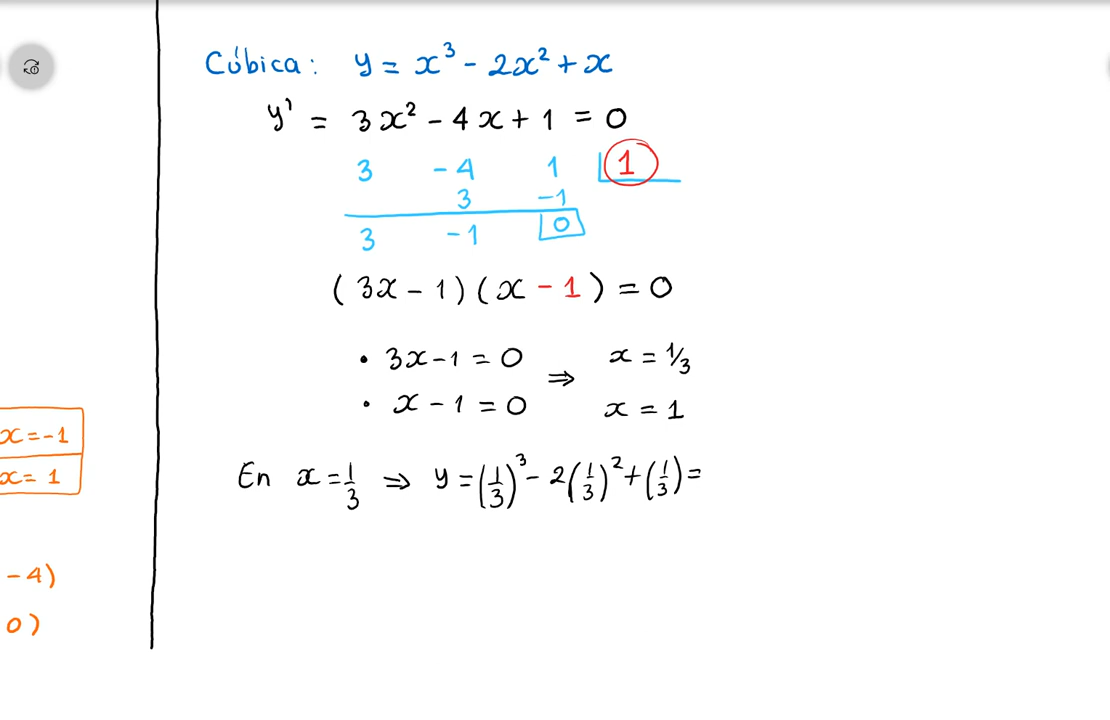 Cúbica: y = x³ - 2x² + x
y' = 3x² - 4x + 1 = 0
3 -4 1 1
3 -1
3 -1 0
(3x - 1)(x - 1) = 0
• 3x - 1 = 0 ⇒ x = 1/3
• x - 1 = 0 x = 1
x = -1
x = 1
En x = 1/3 ⇒ y = (1/3)³ - 2(1/3)² + (1/3) =
-4)
0)